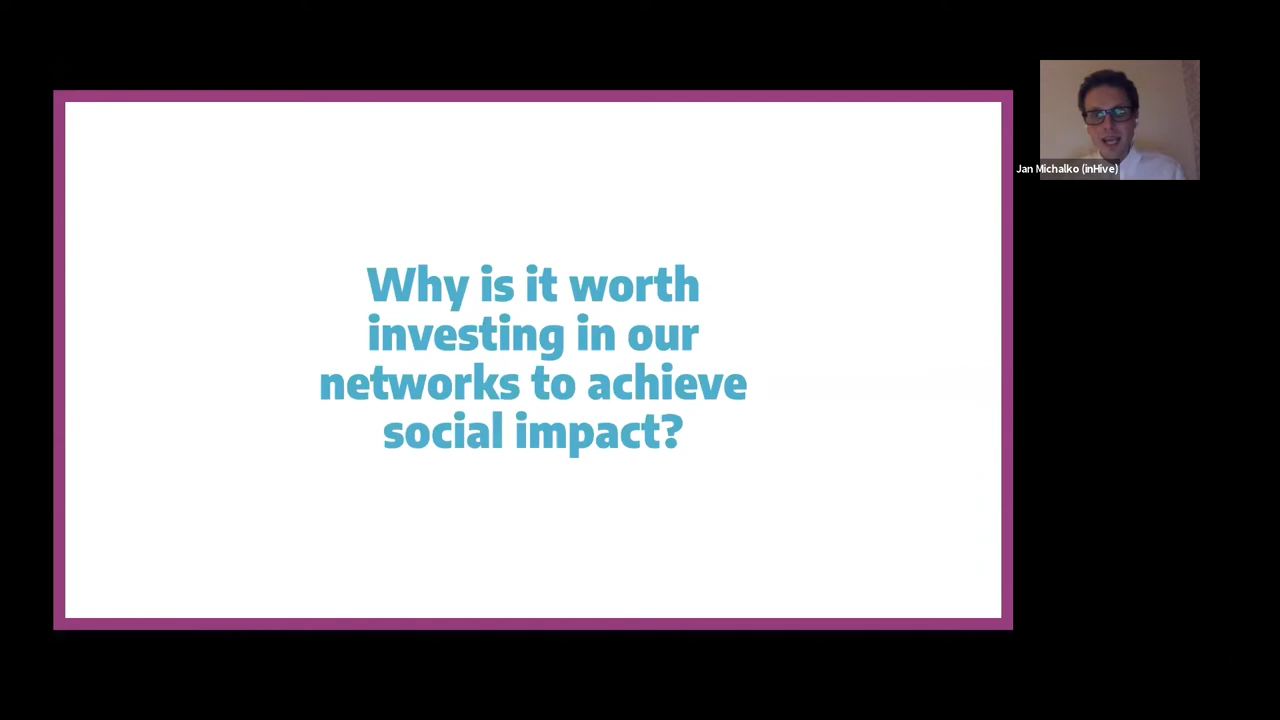 Why is it worth
investing in our
networks to achieve
social impact?
Jan Michalko (inHive)